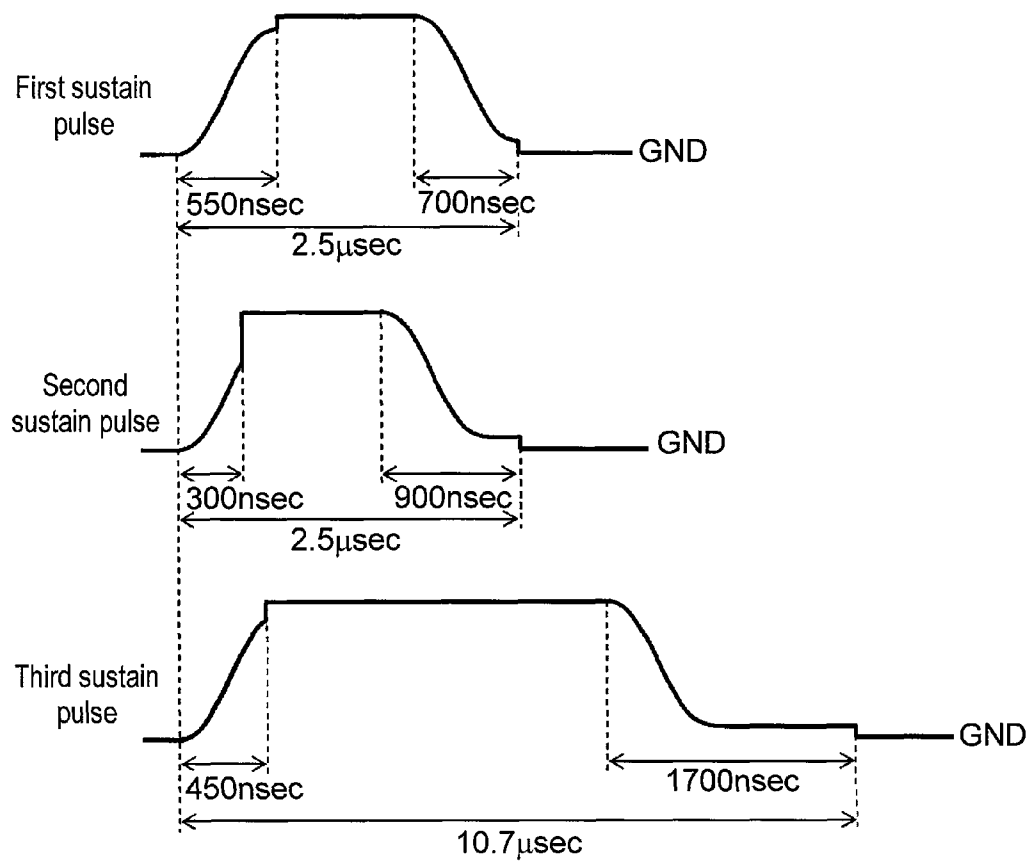 First sustain
pulse
GND
550nsec
700nsec
2.5μsec
Second
sustain pulse
GND
300nsec
900nsec
2.5μsec
Third sustain
pulse
GND
450nsec
1700nsec
10.7μsec